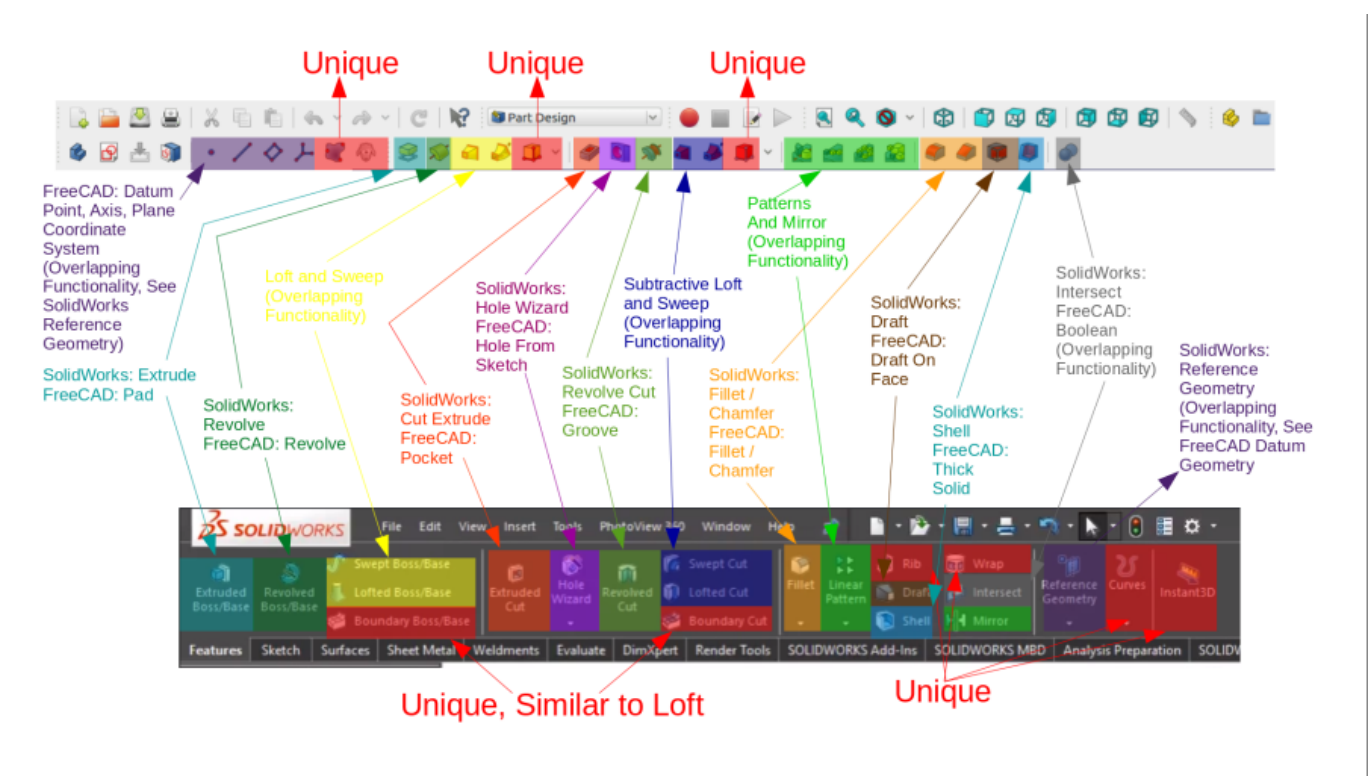 Unique
Unique
Unique
Part Design
FreeCAD: Datum
Point, Axis, Plane
Coordinate
System
(Overlapping
Functionality, See
SolidWorks
Reference
Geometry)
SolidWorks: Extrude
FreeCAD: Pad
SolidWorks:
Revolve
FreeCAD: Revolve
Loft and Sweep
(Overlapping
Functionality)
SolidWorks:
Cut Extrude
FreeCAD:
Pocket
SolidWorks:
Hole Wizard
FreeCAD:
Hole From
Sketch
SolidWorks:
Revolve Cut
FreeCAD:
Groove
Subtractive Loft
and Sweep
(Overlapping
Functionality)
Patterns
And Mirror
(Overlapping
Functionality)
SolidWorks:
Fillet /
Chamfer
FreeCAD:
Fillet /
Chamfer
SolidWorks:
Draft
FreeCAD:
Draft On
Face
SolidWorks:
Shell
FreeCAD:
Thick
Solid
SolidWorks:
Intersect
FreeCAD:
Boolean
(Overlapping
Functionality)
SolidWorks:
Reference
Geometry
(Overlapping
Functionality, See
FreeCAD Datum
Geometry
SOLIDWORKS
File Edit View Insert Tools PhotoView 360 Window Help
Extruded
Boss/Base
Revolved
Boss/Base
Swept Boss/Base
Lofted Boss/Base
Boundary Boss/Base
Extruded
Cut
Hole
Wizard
Revolved
Cut
Swept Cut
Lofted Cut
Boundary Cut
Fillet
Linear
Pattern
Rib
Draft
Shell
Wrap
Intersect
Mirror
Reference
Geometry
Curves
Instant3D
Features Sketch Surfaces Sheet Metal Weldments Evaluate DimXpert Render Tools SOLIDWORKS Add-Ins SOLIDWORKS MBD Analysis Preparation SOLIDW
Unique, Similar to Loft
Unique